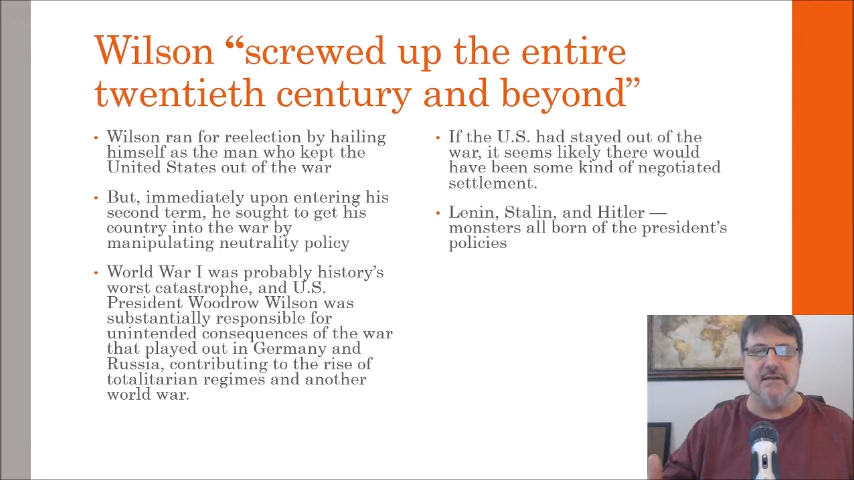 Wilson “screwed up the entire
twentieth century and beyond”
• Wilson ran for reelection by hailing
himself as the man who kept the
United States out of the war
• But, immediately upon entering his
second term, he sought to get his
country into the war by
manipulating neutrality policy
• World War I was probably history’s
worst catastrophe, and U.S.
President Woodrow Wilson was
substantially responsible for
unintended consequences of the war
that played out in Germany and
Russia, contributing to the rise of
totalitarian regimes and another
world war.
• If the U.S. had stayed out of the
war, it seems likely there would
have been some kind of negotiated
settlement.
• Lenin, Stalin, and Hitler —
monsters all born of the president’s
policies